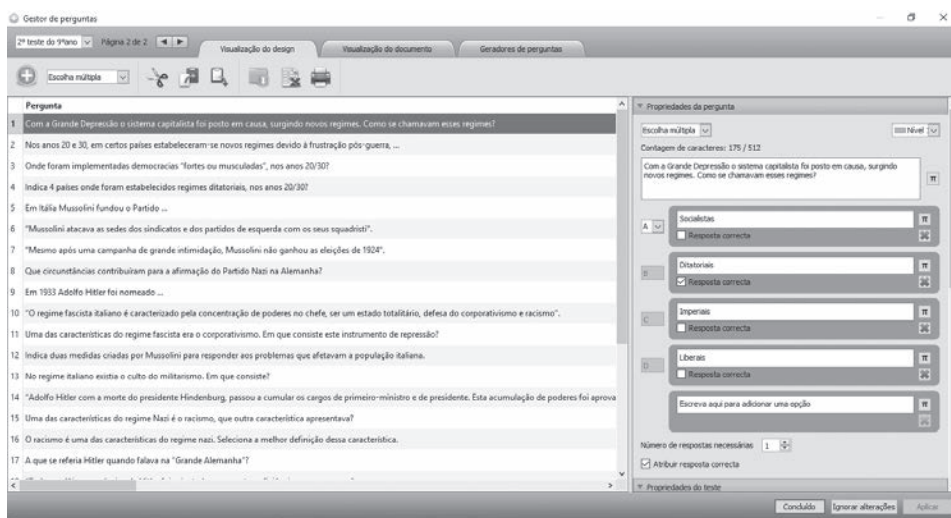 Gestor de perguntas
2º teste do 9ºano Página 2 de 2 Visualização do design Visualização do documento Geradores de perguntas
Escolha múltipla
Pergunta
1 Com a Grande Depressão o sistema capitalista foi posto em causa, surgindo novos regimes. Como se chamavam esses regimes?
2 Nos anos 20 e 30, em certos países estabeleceram-se novos regimes devido à frustração pós-guerra, ...
3 Onde foram implementadas democracias "fortes ou musculadas", nos anos 20/30?
4 Indica 4 países onde foram estabelecidos regimes ditatoriais, nos anos 20/30?
5 Em Itália Mussolini fundou o Partido ...
6 "Mussolini atacava as sedes dos sindicatos e dos partidos de esquerda com os seus squadristi".
7 "Mesmo após uma campanha de grande intimidação, Mussolini não ganhou as eleições de 1924".
8 Que circunstâncias contribuíram para a afirmação do Partido Nazi na Alemanha?
9 Em 1933 Adolfo Hitler foi nomeado ...
10 "O regime fascista italiano é caracterizado pela concentração de poderes no chefe, ser um estado totalitário, defesa do corporativismo e racismo".
11 Uma das características do regime fascista era o corporativismo. Em que consiste este instrumento de repressão?
12 Indica duas medidas criadas por Mussolini para responder aos problemas que afetavam a população italiana.
13 No regime italiano existia o culto do militarismo. Em que consiste?
14 "Adolfo Hitler com a morte do presidente Hindenburg, passou a cumular os cargos de primeiro-ministro e de presidente. Esta acumulação de poderes foi aprova
15 Uma das características do regime Nazi é o racismo, que outra característica apresentava?
16 O racismo é uma das características do regime nazi. Seleciona a melhor definição dessa característica.
17 A que se referia Hitler quando falava na "Grande Alemanha"?
Propriedades da pergunta
Escolha múltipla Nível
Contagem de caracteres: 175 / 512
Com a Grande Depressão o sistema capitalista foi posto em causa, surgindo
novos regimes. Como se chamavam esses regimes?
π
A Socialistas π
Resposta correcta
B Ditatoriais π
Resposta correcta
C Imperiais π
Resposta correcta
D Liberais π
Resposta correcta
Escreva aqui para adicionar uma opção π
Número de respostas necessárias 1
Atribuir resposta correcta
Propriedades do teste
Concluído Ignorar alterações Aplicar